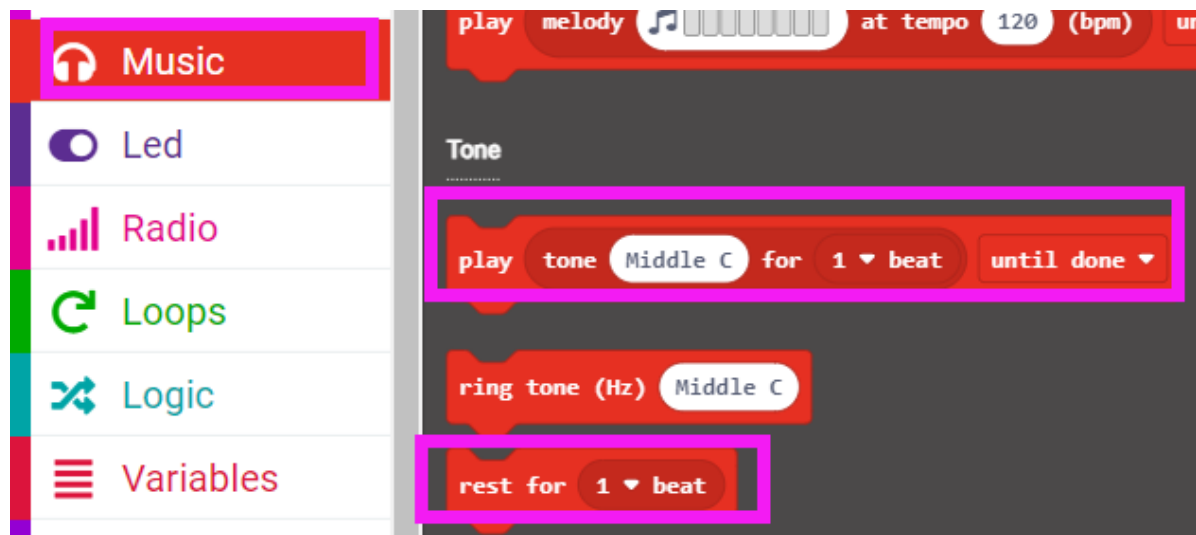 Music
Led
Radio
Loops
Logic
Variables
play melody at tempo 120 (bpm)
Tone
play tone Middle C for 1 beat until done
ring tone (Hz) Middle C
rest for 1 beat